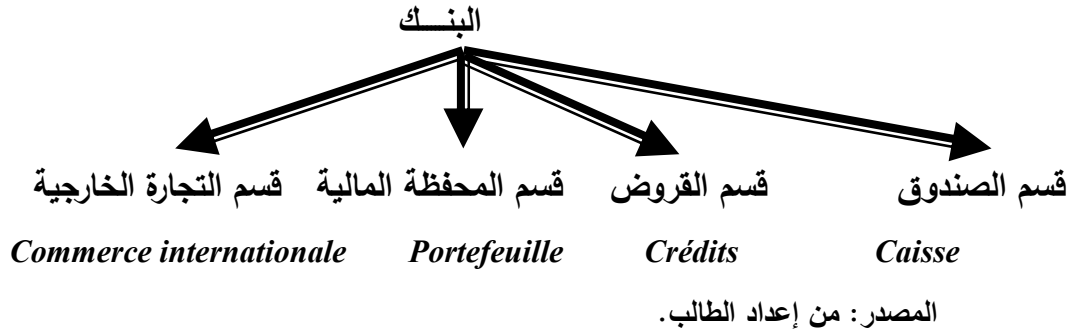 البنــــك
قسم الصندوق قسم القروض قسم المحفظة المالية قسم التجارة الخارجية
Commerce internationale Portefeuille Crédits Caisse
المصدر: من إعداد الطالب.